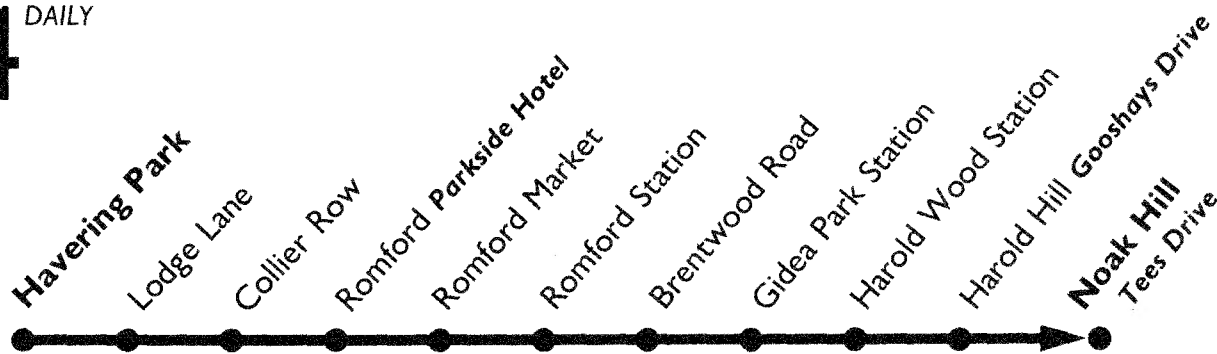 DAILY
Havering Park
Lodge Lane
Collier Row
Romford Parkside Hotel
Romford Market
Romford Station
Brentwood Road
Gidea Park Station
Harold Wood Station
Harold Hill Gooshays Drive
Noak Hill
Tees Drive